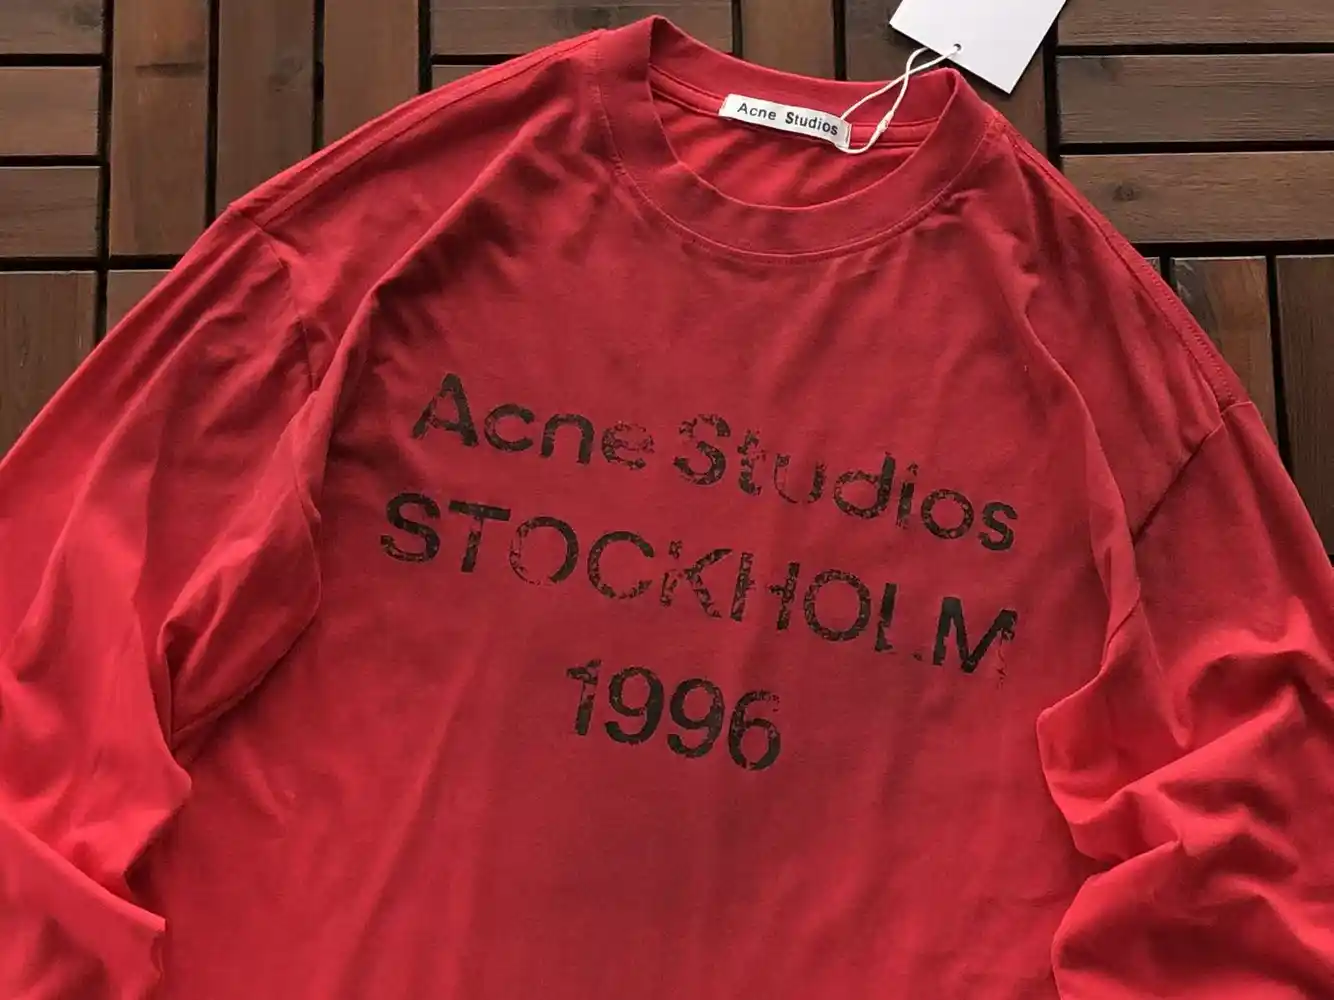 Acne Studios
Acne Studios
STOCKHOLM
1996